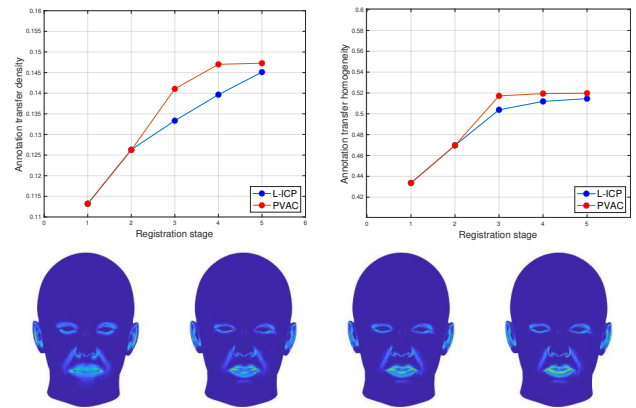 0.16
0.155
0.15
0.145
0.14
0.135
0.13
0.125
0.12
0.115
0.11
Annotation transfer density
0 1 2 3 4 5 6
Registration stage
L-ICP
PVAC
0.6
0.58
0.56
0.54
0.52
0.5
0.48
0.46
0.44
0.42
Annotation transfer homogeneity
0 1 2 3 4 5
Registration stage
L-ICP
PVAC